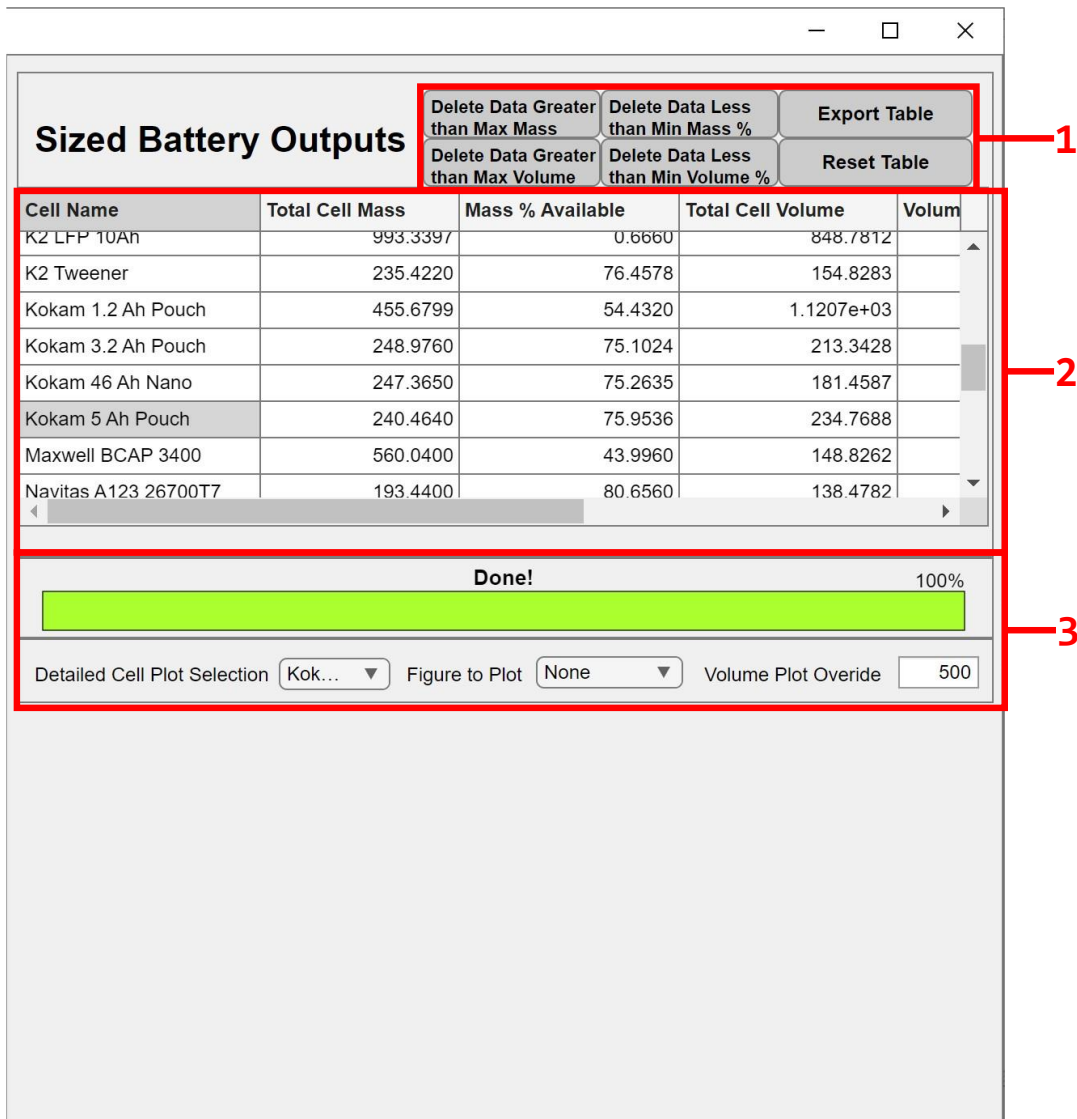 Sized Battery Outputs
Delete Data Greater than Max Mass
Delete Data Less than Min Mass %
Export Table
Delete Data Greater than Max Volume
Delete Data Less than Min Volume %
Reset Table
1
Cell Name Total Cell Mass Mass % Available Total Cell Volume Volum
K2 LFP 10Ah 993.3397 0.6660 848.7812
K2 Tweener 235.4220 76.4578 154.8283
Kokam 1.2 Ah Pouch 455.6799 54.4320 1.1207e+03
Kokam 3.2 Ah Pouch 248.9760 75.1024 213.3428
Kokam 46 Ah Nano 247.3650 75.2635 181.4587
Kokam 5 Ah Pouch 240.4640 75.9536 234.7688
Maxwell BCAP 3400 560.0400 43.9960 148.8262
Navitas A123 26700T7 193.4400 80.6560 138.4782
2
Done! 100%
3
Detailed Cell Plot Selection Kok... Figure to Plot None Volume Plot Overide 500